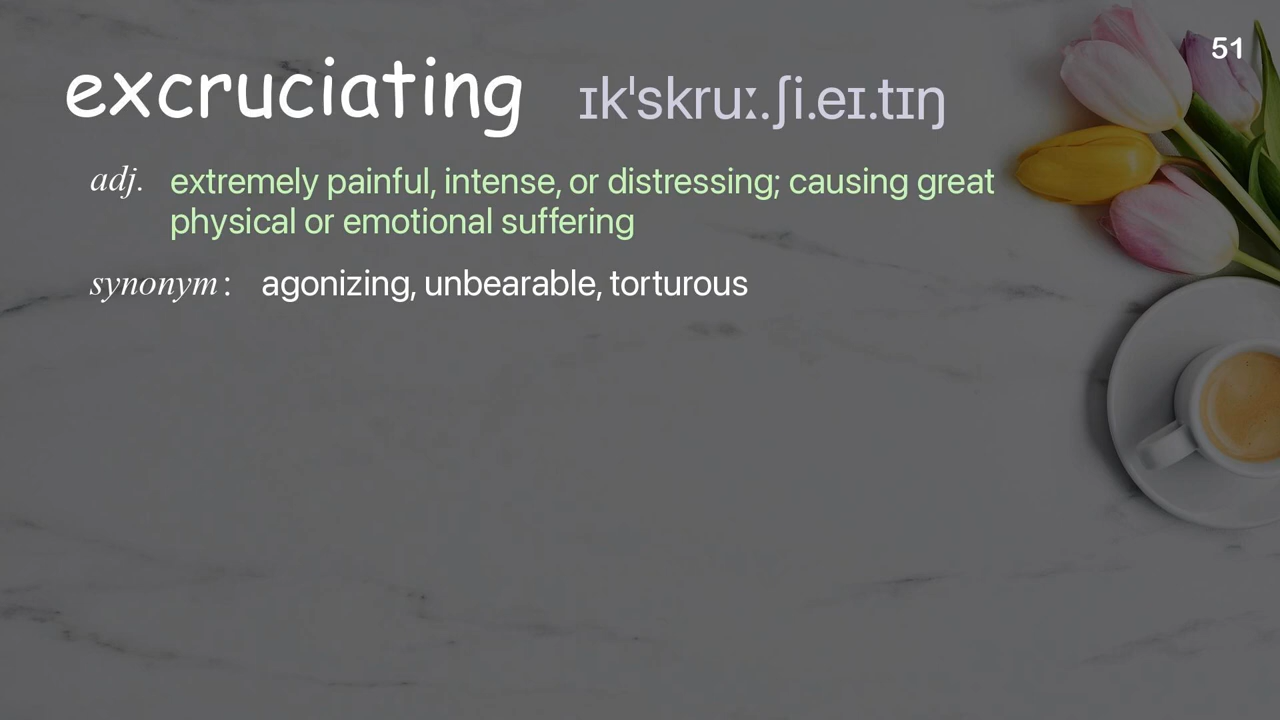 51
excruciating ɪkˈskruː.ʃi.eɪ.tɪŋ
adj. extremely painful, intense, or distressing; causing great
physical or emotional suffering
synonym : agonizing, unbearable, torturous